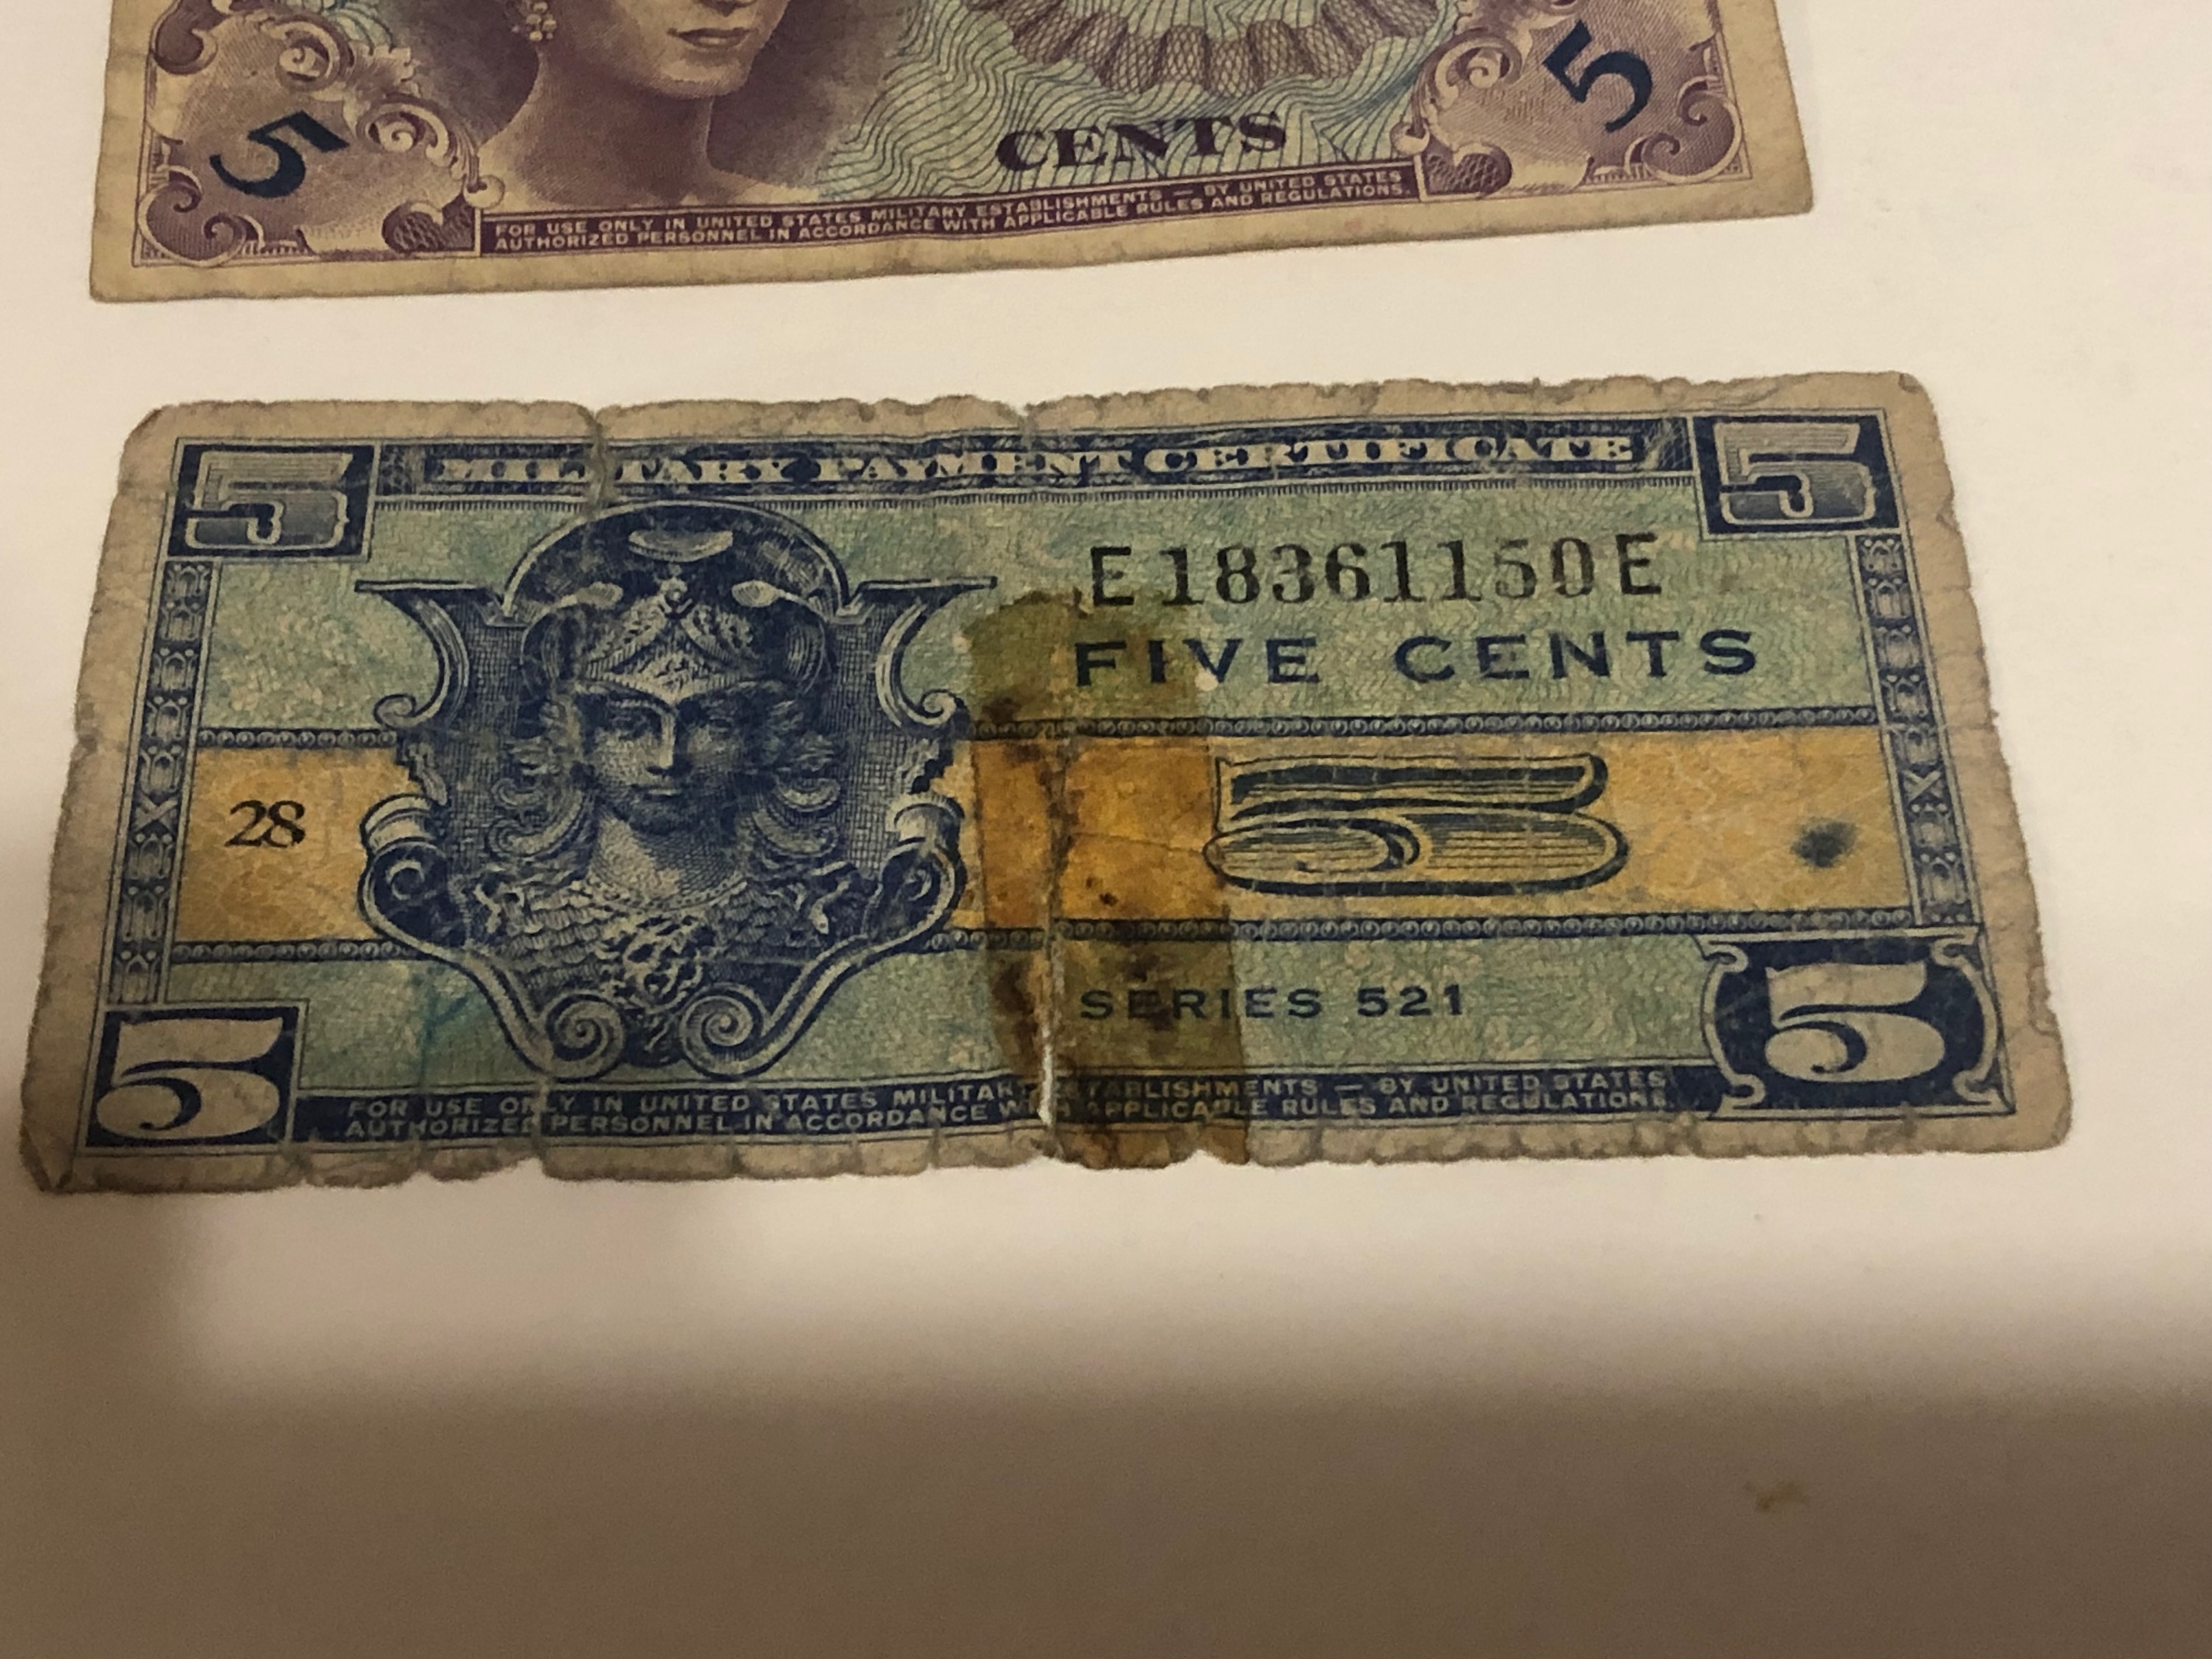 CENTS
5
5
FOR USE ONLY IN UNITED STATES MILITARY ESTABLISHMENTS — BY UNITED STATES
AUTHORIZED PERSONNEL IN ACCORDANCE WITH APPLICABLE RULES AND REGULATIONS.
5
MILITARY PAYMENT CERTIFICATE
5
E18361150E
FIVE CENTS
28
5
SERIES 521
5
5
FOR USE ONLY IN UNITED STATES MILITARY ESTABLISHMENTS — BY UNITED STATES
AUTHORIZED PERSONNEL IN ACCORDANCE WITH APPLICABLE RULES AND REGULATIONS.